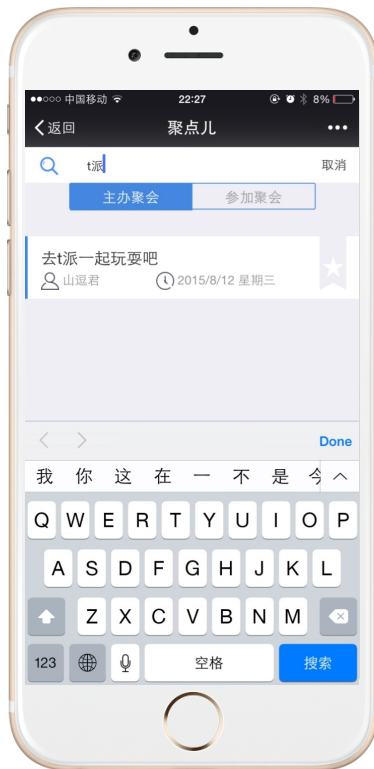 中国移动 22:27 8%
返回 聚点儿
t派 取消
主办聚会 参加聚会
去t派一起玩耍吧
山逗君 2015/8/12 星期三
Done
我 你 这 在 一 不 是 今
Q W E R T Y U I O P
A S D F G H J K L
Z X C V B N M
123 空格 搜索